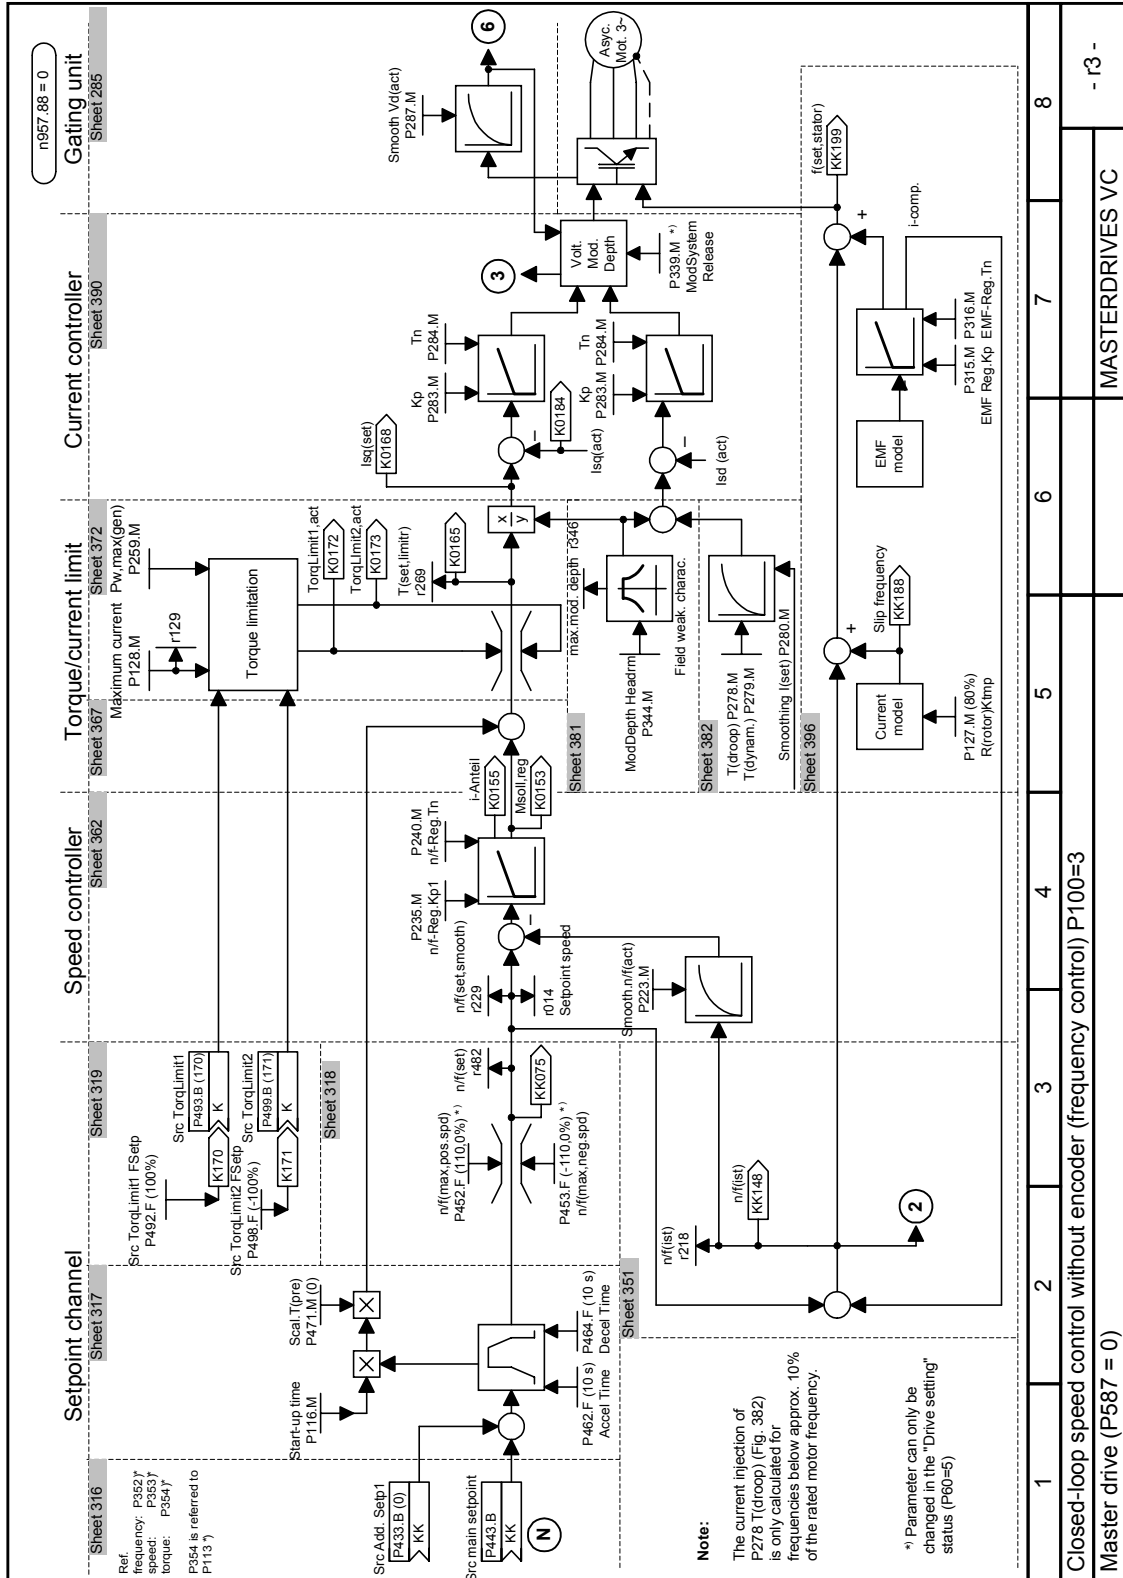 n957.88 = 0
Setpoint channel
Speed controller
Torque/current limit
Current controller
Gating unit
Sheet 316
Sheet 317
Sheet 319
Sheet 362
Sheet 367
Sheet 372
Sheet 390
Sheet 285
Ref.
frequency: P352*)
speed: P353*)
torque: P354*)
P354 is referred to
P113 *)
Src TorqLimit1 FSetp
P492.F (100%)
K170
Src TorqLimit1
P493.B (170)
K
Src TorqLimit2 FSetp
P498.F (-100%)
K171
Src TorqLimit2
P499.B (171)
K
Sheet 318
Maximum current
P128.M
r129
Pw,max(gen)
P259.M
Torque limitation
TorqLimit1,act
K0172
TorqLImit2,act
K0173
T(set,limitr)
r269
K0165
Start-up time
P116.M
Scal.T(pre)
P471.M (0)
Src Add. Setp1
P433.B (0)
KK
Src main setpoint
P443.B
KK
N
P462.F (10 s)
Accel Time
P464.F (10 s)
Decel Time
n/f(max,pos.spd)
P452.F (110,0%) *)
P453.F (-110,0%) *)
n/f(max,neg.spd)
n/f(set)
r482
KK075
n/f(set,smooth)
r229
r014
Setpoint speed
P235.M
n/f-Reg.Kp1
P240.M
n/f-Reg.Tn
i-Anteil
K0155
Msoll,reg
K0153
x
y
Isq(set)
K0168
Isq(act)
K0184
Kp
P283.M
Tn
P284.M
Kp
P283.M
Tn
P284.M
Isd (act)
3
Volt.
Mod.
Depth
P339.M *)
ModSystem
Release
Smooth Vd(act)
P287.M
6
Asyc.
Mot. 3~
Smooth.n/f(act)
P223.M
Sheet 381
max.mod. depth r346
ModDepth Headrm
P344.M
Field weak. charac.
Sheet 382
T(droop) P278.M
T(dynam.) P279.M
Smoothing I(set) P280.M
Sheet 351
n/f(ist)
r218
n/f(ist)
KK148
2
Sheet 396
Slip frequency
KK188
Current
model
P127.M (80%)
R(rotor)Ktmp
EMF
model
P315.M
EMF Reg.Kp
P316.M
EMF-Reg.Tn
i-comp.
f(set,stator)
KK199
Note:
The current injection of
P278 T(droop) (Fig. 382)
is only calculated for
frequencies below approx. 10%
of the rated motor frequency.
*) Parameter can only be
changed in the "Drive setting"
status (P60=5)
1 2 3 4 5 6 7 8
Closed-loop speed control without encoder (frequency control) P100=3
Master drive (P587 = 0)
MASTERDRIVES VC
- r3 -